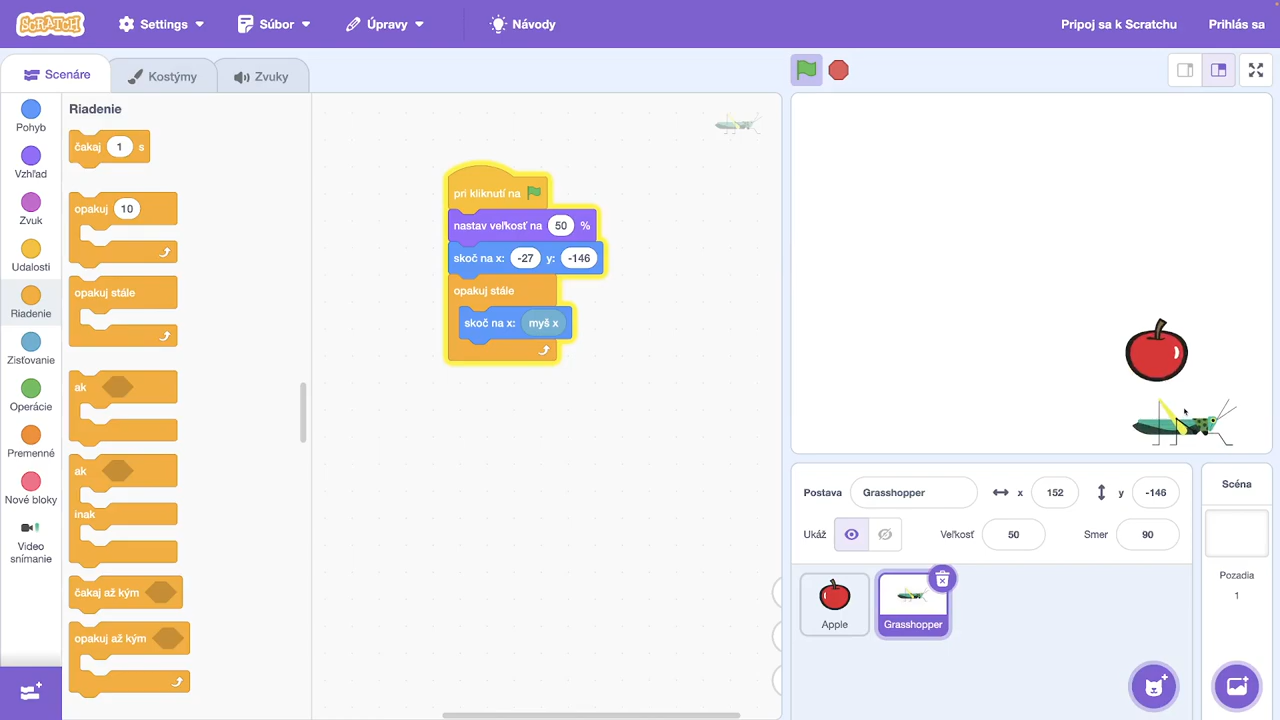 SCRATCH
Settings
Súbor
Úpravy
Návody
Pripoj sa k Scratchu
Prihlás sa
Scenáre
Kostýmy
Zvuky
Pohyb
Vzhľad
Zvuk
Udalosti
Riadenie
Zisťovanie
Operácie
Premenné
Nové bloky
Video
snímanie
Riadenie
čakaj 1 s
opakuj 10
opakuj stále
ak
ak
inak
čakaj až kým
opakuj až kým
pri kliknutí na
nastav veľkosť na 50 %
skoč na x: -27 y: -146
opakuj stále
skoč na x: myš x
Postava Grasshopper x 152 y -146
Ukáž Veľkosť 50 Smer 90
Apple
Grasshopper
Scéna
Pozadia
1